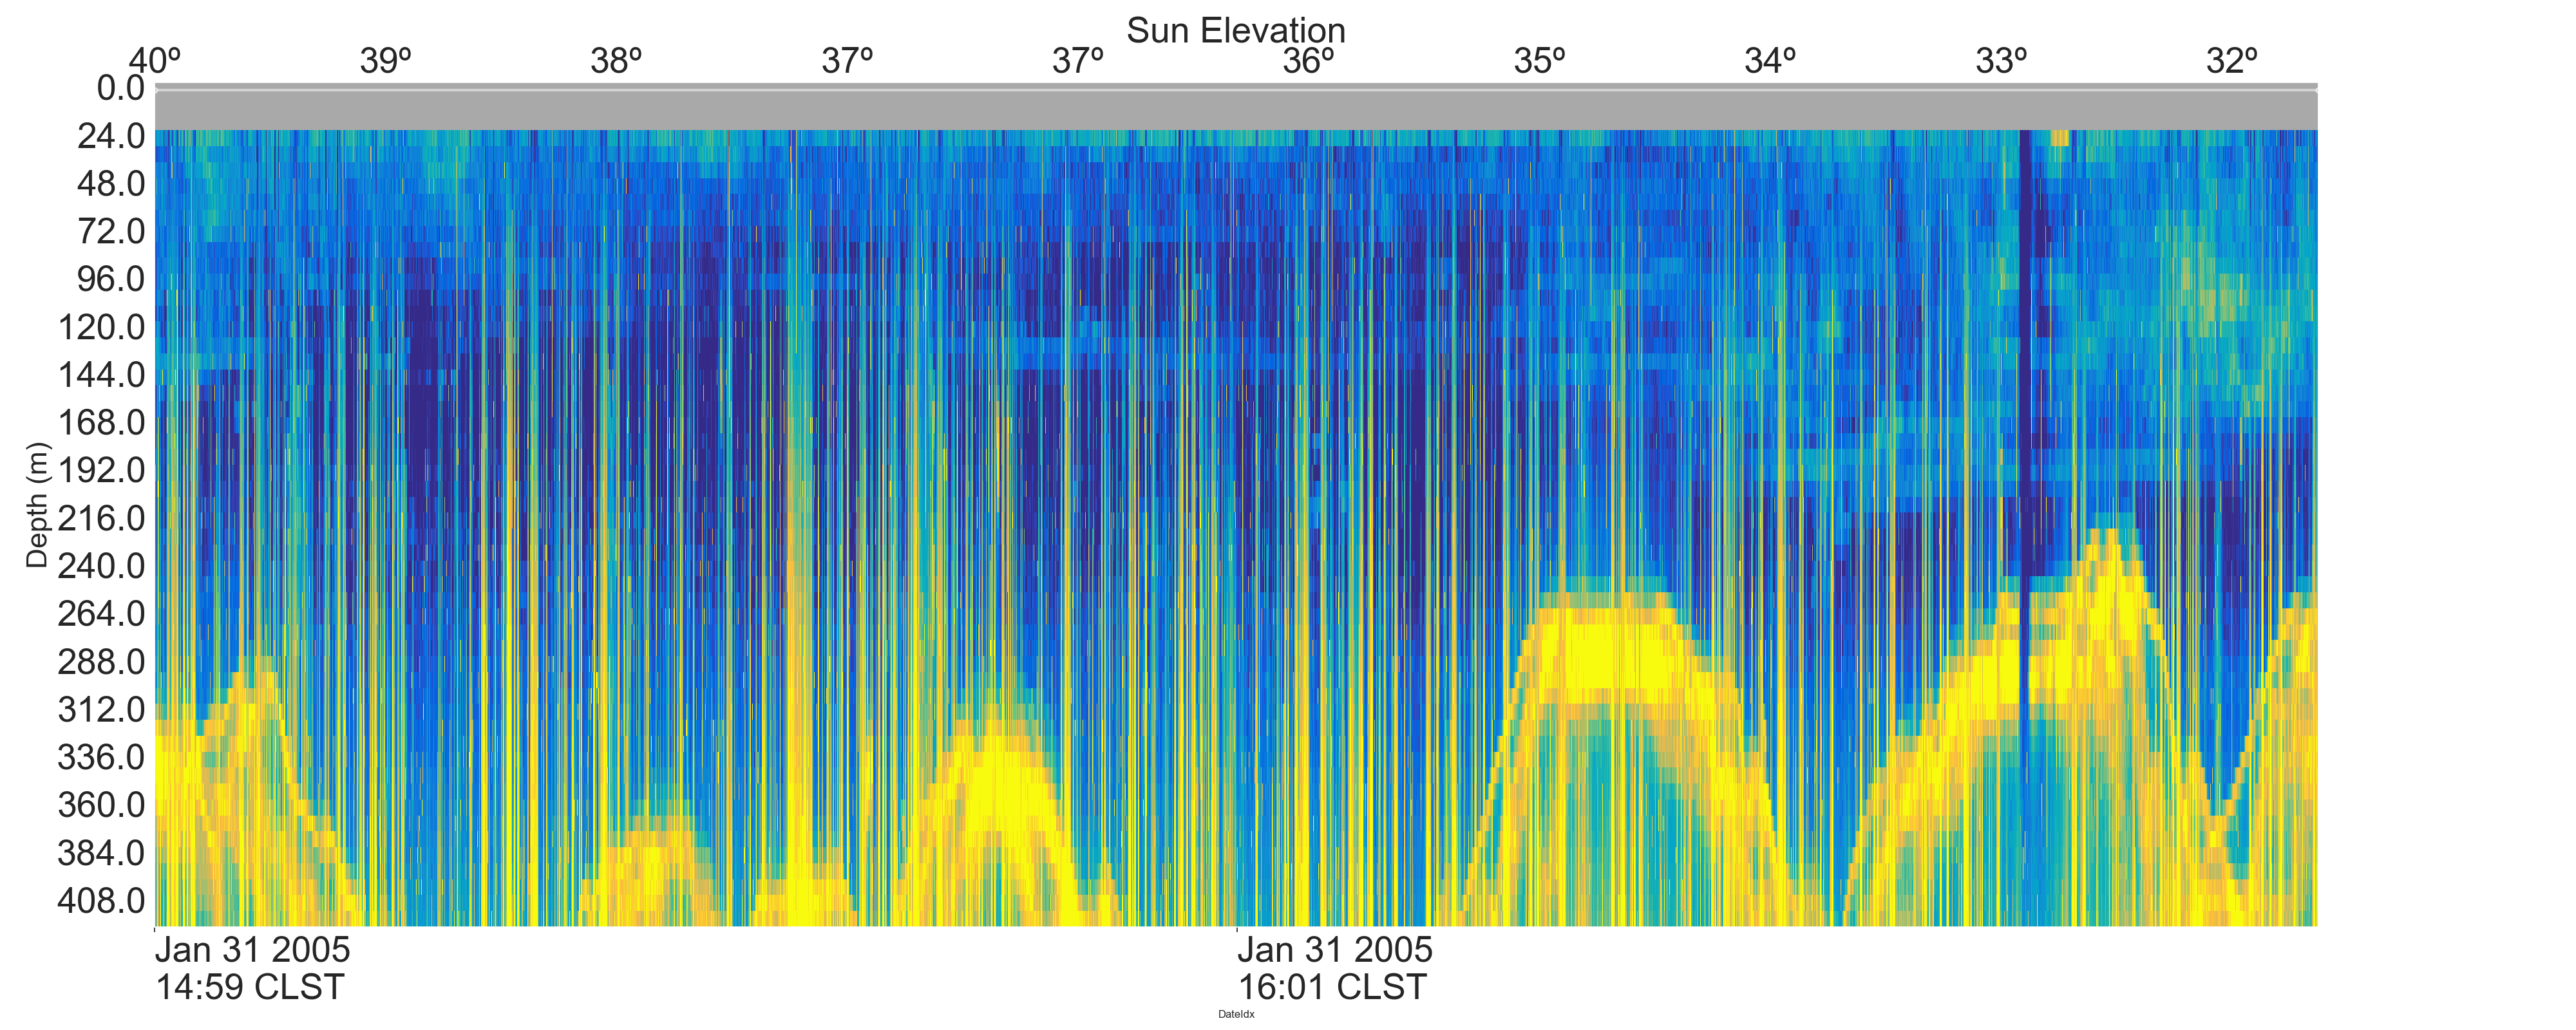 Sun Elevation
40º 39º 38º 37º 37º 36º 35º 34º 33º 32º
0.0
24.0
48.0
72.0
96.0
120.0
144.0
168.0
192.0
216.0
240.0
264.0
288.0
312.0
336.0
360.0
384.0
408.0
Depth (m)
Jan 31 2005
14:59 CLST
Jan 31 2005
16:01 CLST
DateIdx